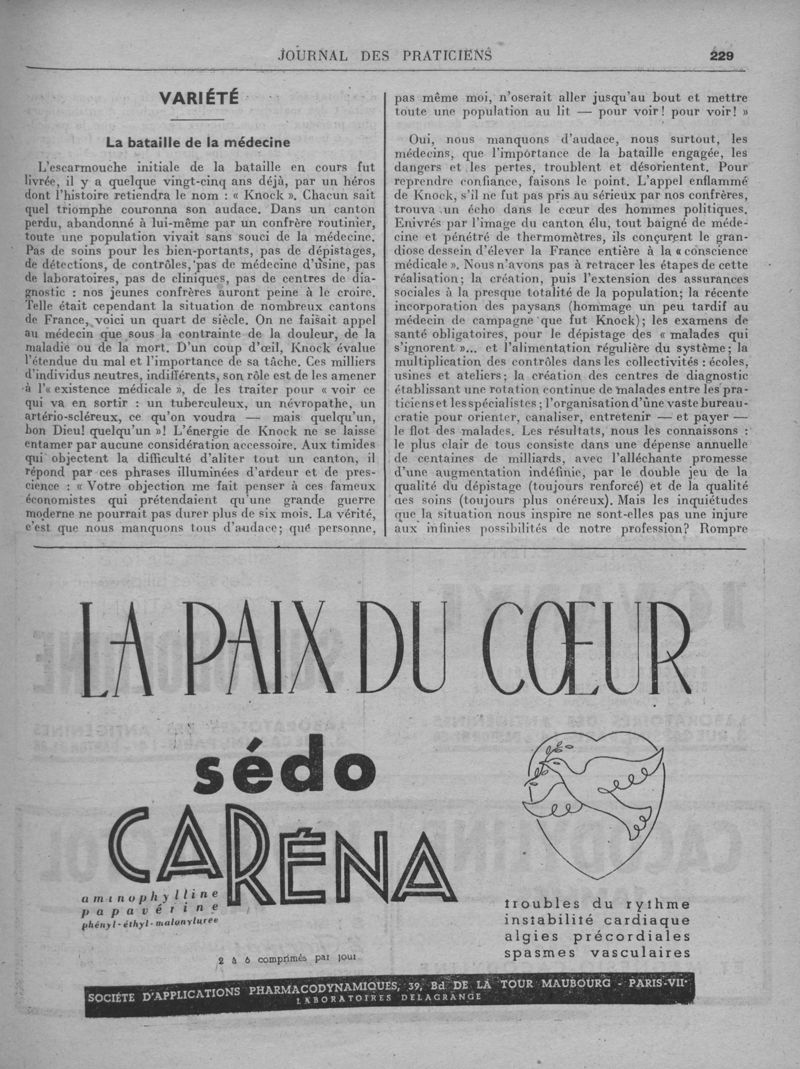 JOURNAL DES PRATICIENS
229
VARIÉTÉ
La bataille de la médecine
L'escarmouche initiale de la bataille en cours fut
livrée, il y a quelque vingt-cinq ans déjà, par un héros
dont l'histoire retiendra le nom : « Knock ». Chacun sait
quel triomphe couronna son audace. Dans un canton
perdu, abandonné à lui-même par un confrère routinier,
toute une population vivait sans souci de la médecine.
Pas de soins pour les bien-portants, pas de dépistages,
de détections, de contrôles, pas de médecine d'usine, pas
de laboratoires, pas de cliniques, pas de centres de dia-
gnostic : nos jeunes confrères auront peine à le croire.
Telle était cependant la situation de nombreux cantons
de France, voici un quart de siècle. On ne faisait appel
au médecin que sous la contrainte de la douleur, de la
maladie ou de la mort. D'un coup d'œil, Knock évalue
l'étendue du mal et l'importance de sa tâche. Ces milliers
d'individus neutres, indifférents, son rôle est de les amener
à l'« existence médicale », de les traiter pour « voir ce
qui va en sortir : un tuberculeux, un névropathe, un
artério-scléreux, ce qu'on voudra — mais quelqu'un,
bon Dieu! quelqu'un »! L'énergie de Knock ne se laisse
entamer par aucune considération accessoire. Aux timides
qui objectent la difficulté d'aliter tout un canton, il
répond par ces phrases illuminées d'ardeur et de pres-
cience : « Votre objection me fait penser à ces fameux
économistes qui prétendaient qu'une grande guerre
moderne ne pourrait pas durer plus de six mois. La vérité,
c'est que nous manquons tous d'audace; que personne,
pas même moi, n'oserait aller jusqu'au bout et mettre
toute une population au lit — pour voir! pour voir! »
Oui, nous manquons d'audace, nous surtout, les
médecins, que l'importance de la bataille engagée, les
dangers et les pertes, troublent et désorientent. Pour
reprendre confiance, faisons le point. L'appel enflammé
de Knock, s'il ne fut pas pris au sérieux par nos confrères,
trouva un écho dans le cœur des hommes politiques.
Enivrés par l'image du canton élu, tout baigné de méde-
cine et pénétré de thermomètres, ils conçurent le gran-
diose dessein d'élever la France entière à la « conscience
médicale ». Nous n'avons pas à retracer les étapes de cette
réalisation; la création, puis l'extension des assurances
sociales à la presque totalité de la population; la récente
incorporation des paysans (hommage un peu tardif au
médecin de campagne que fut Knock); les examens de
santé obligatoires, pour le dépistage des « malades qui
s'ignorent »... et l'alimentation régulière du système; la
multiplication des contrôles dans les collectivités : écoles,
usines et ateliers; la création des centres de diagnostic
établissant une rotation continue de malades entre les pra-
ticiens et les spécialistes; l'organisation d'une vaste bureau-
cratie pour orienter, canaliser, entretenir — et payer —
le flot des malades. Les résultats, nous les connaissons :
le plus clair de tous consiste dans une dépense annuelle
de centaines de milliards, avec l'alléchante promesse
d'une augmentation indéfinie, par le double jeu de la
qualité du dépistage (toujours renforcé) et de la qualité
des soins (toujours plus onéreux). Mais les inquiétudes
que la situation nous inspire ne sont-elles pas une injure
aux infinies possibilités de notre profession? Rompre
LA PAIX DU CŒUR
sédo
CARÉNA
aminophylline
papavérine
phényl-éthyl-malonylurée
2 à 6 comprimés par jour
troubles du rythme
instabilité cardiaque
algies précordiales
spasmes vasculaires
SOCIÉTÉ D'APPLICATIONS PHARMACODYNAMIQUES, 39, Bd DE LA TOUR MAUBOURG - PARIS-VII
LABORATOIRES DELAGRANGE